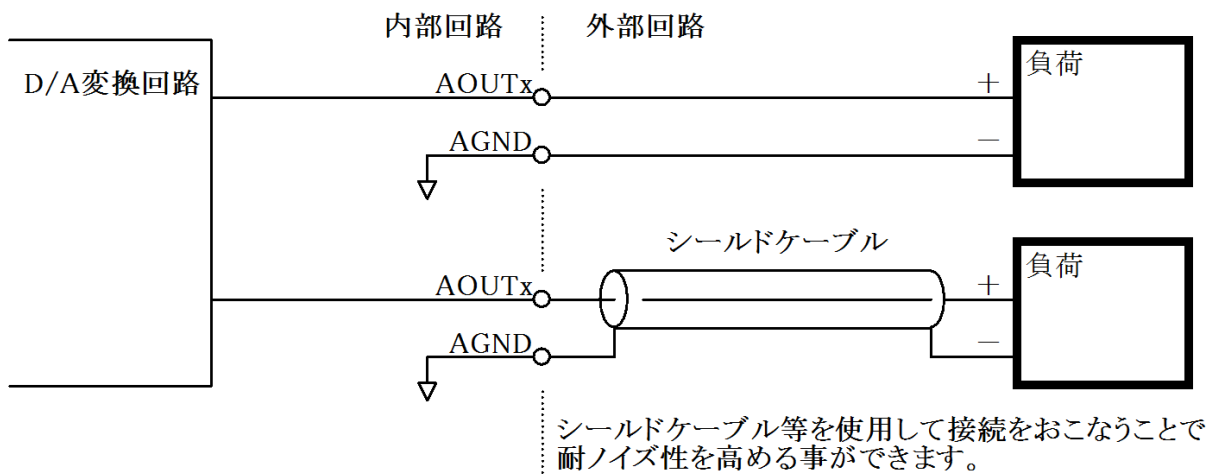 内部回路
外部回路
D/A変換回路
AOUTx
+
負荷
AGND
−
シールドケーブル
AOUTx
+
負荷
AGND
−
シールドケーブル等を使用して接続をおこなうことで
耐ノイズ性を高める事ができます。